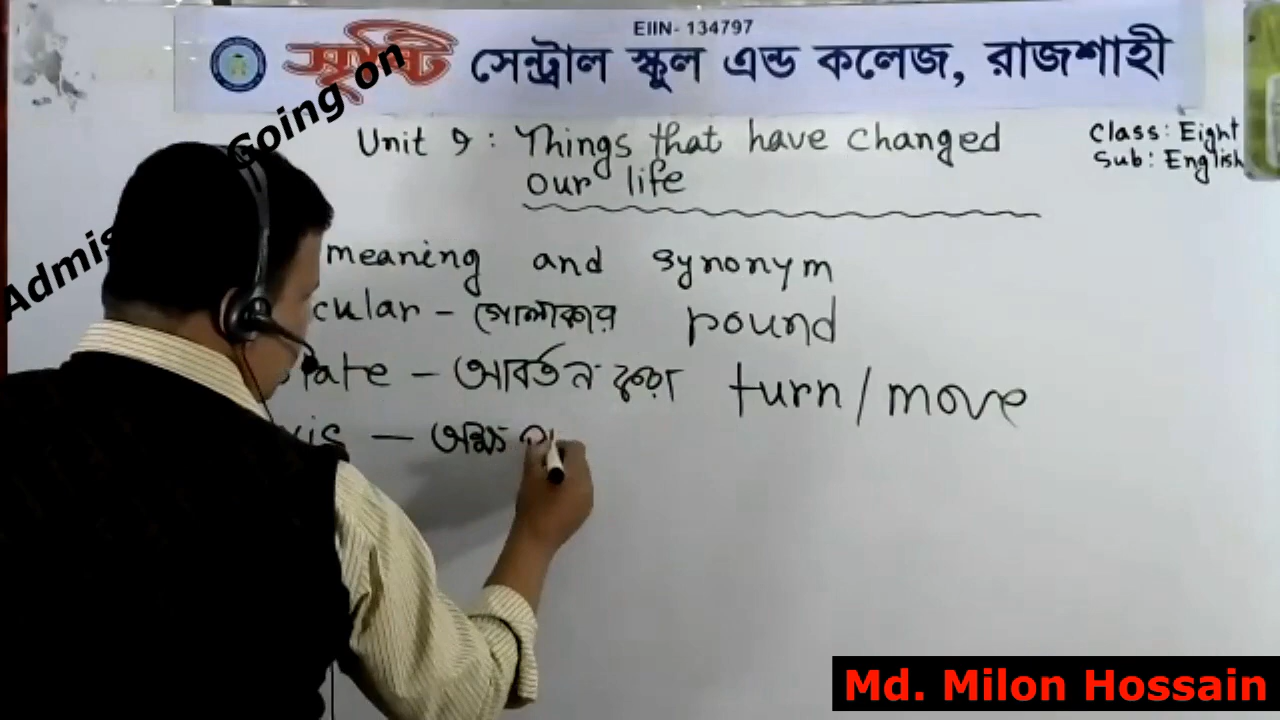 EIIN- 134797
সৃষ্টি সেন্ট্রাল স্কুল এন্ড কলেজ, রাজশাহী
Admis
Going on
Unit 9 : Things that have changed
our life
Class: Eight
Sub: English
meaning and synonym
cular - গোলাকার round
tate - আবর্তন করা turn/move
xis - অক্ষ
Md. Milon Hossain